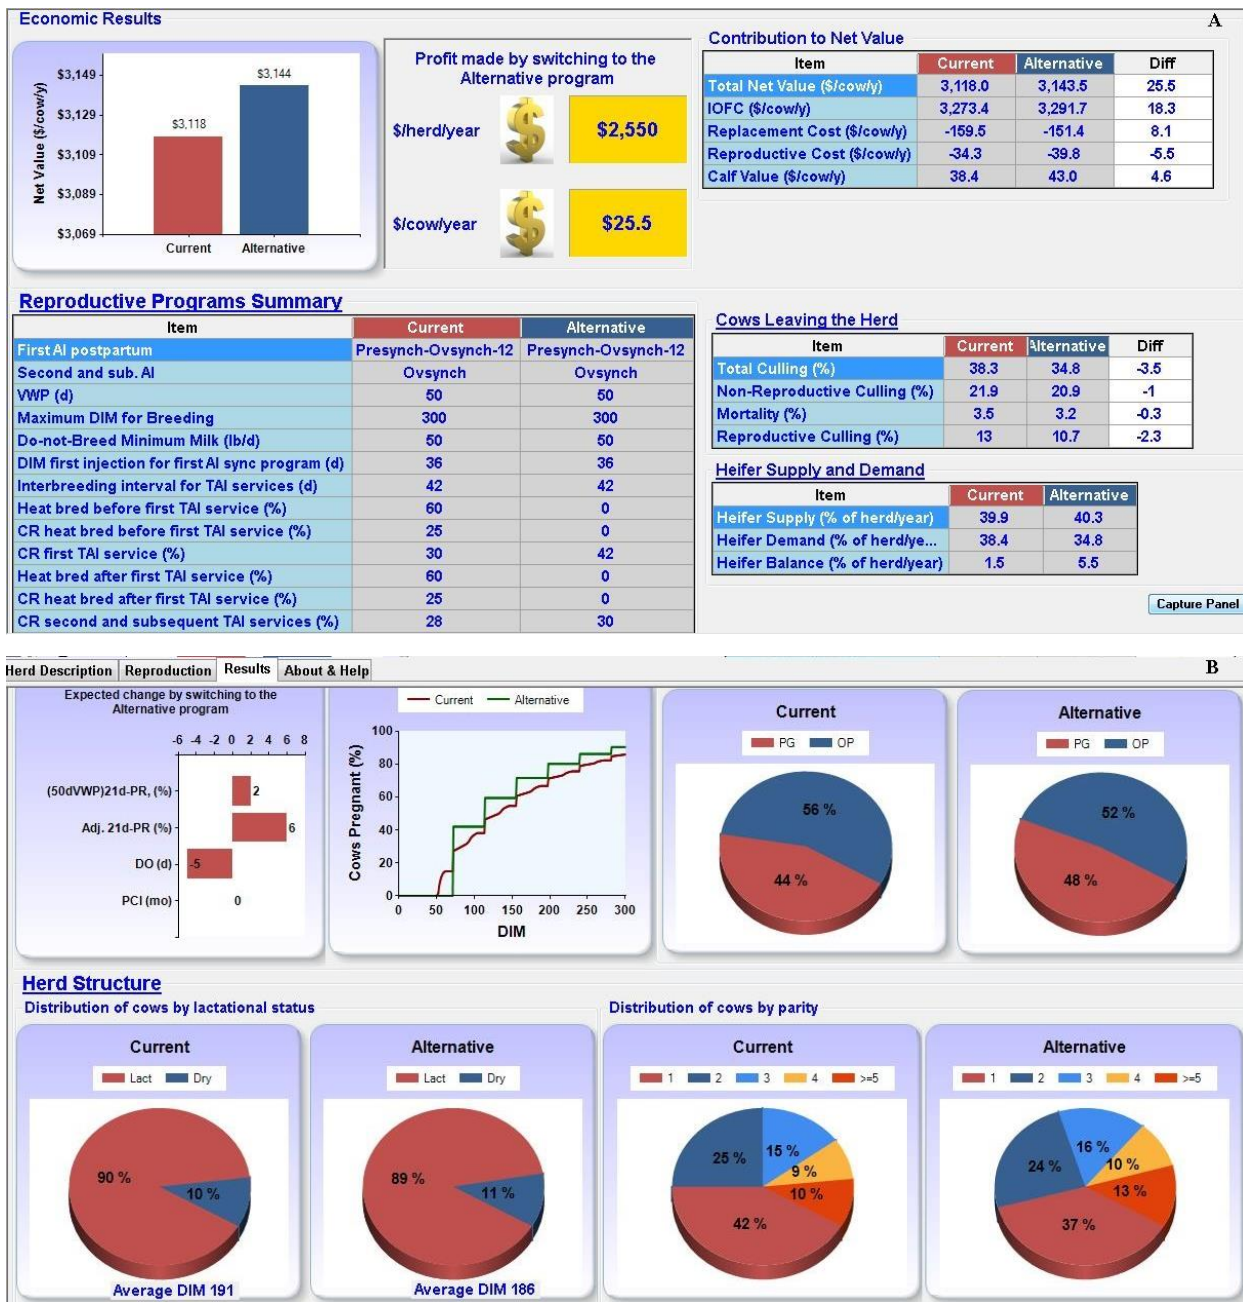 Economic Results
A
$3,149
$3,129
$3,109
$3,089
$3,069
Net Value ($/cow/y)
$3,118
$3,144
Current Alternative
Profit made by switching to the
Alternative program
$/herd/year $2,550
$/cow/year $25.5
Contribution to Net Value
Item Current Alternative Diff
Total Net Value ($/cow/y) 3,118.0 3,143.5 25.5
IOFC ($/cow/y) 3,273.4 3,291.7 18.3
Replacement Cost ($/cow/y) -159.5 -151.4 8.1
Reproductive Cost ($/cow/y) -34.3 -39.8 -5.5
Calf Value ($/cow/y) 38.4 43.0 4.6
Reproductive Programs Summary
Item Current Alternative
First AI postpartum Presynch-Ovsynch-12 Presynch-Ovsynch-12
Second and sub. AI Ovsynch Ovsynch
VWP (d) 50 50
Maximum DIM for Breeding 300 300
Do-not-Breed Minimum Milk (lb/d) 50 50
DIM first injection for first AI sync program (d) 36 36
Interbreeding interval for TAI services (d) 42 42
Heat bred before first TAI service (%) 60 0
CR heat bred before first TAI service (%) 25 0
CR first TAI service (%) 30 42
Heat bred after first TAI service (%) 60 0
CR heat bred after first TAI service (%) 25 0
CR second and subsequent TAI services (%) 28 30
Cows Leaving the Herd
Item Current Alternative Diff
Total Culling (%) 38.3 34.8 -3.5
Non-Reproductive Culling (%) 21.9 20.9 -1
Mortality (%) 3.5 3.2 -0.3
Reproductive Culling (%) 13 10.7 -2.3
Heifer Supply and Demand
Item Current Alternative
Heifer Supply (% of herd/year) 39.9 40.3
Heifer Demand (% of herd/ye... 38.4 34.8
Heifer Balance (% of herd/year) 1.5 5.5
Capture Panel
Herd Description Reproduction Results About & Help
B
Expected change by switching to the
Alternative program
-6 -4 -2 0 2 4 6 8
(50dVWP)21d-PR, (%) 2
Adj. 21d-PR (%) 6
DO (d) -5
PCI (mo) 0
Current Alternative
100
80
60
40
20
0
Cows Pregnant (%)
0 50 100 150 200 250 300
DIM
Current
PG OP
56 %
44 %
Alternative
PG OP
52 %
48 %
Herd Structure
Distribution of cows by lactational status
Current
Lact Dry
90 %
10 %
Average DIM 191
Alternative
Lact Dry
89 %
11 %
Average DIM 186
Distribution of cows by parity
Current
1 2 3 4 >=5
25 %
15 %
9 %
10 %
42 %
Alternative
1 2 3 4 >=5
24 %
16 %
10 %
13 %
37 %